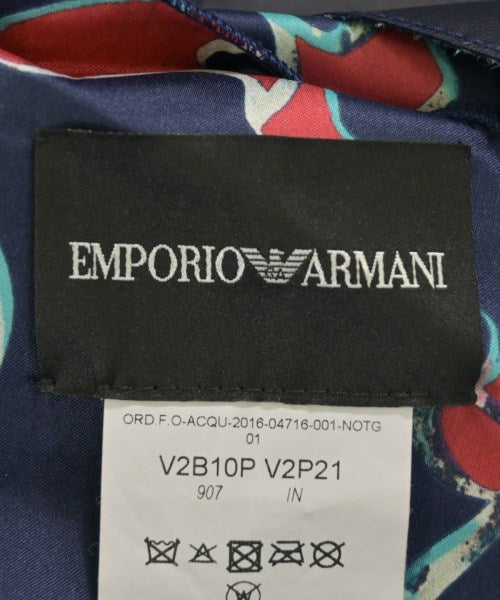 EMPORIO ARMANI
ORD.F.O-ACQU-2016-04716-001-NOTG
01
V2B10P V2P21
907 IN